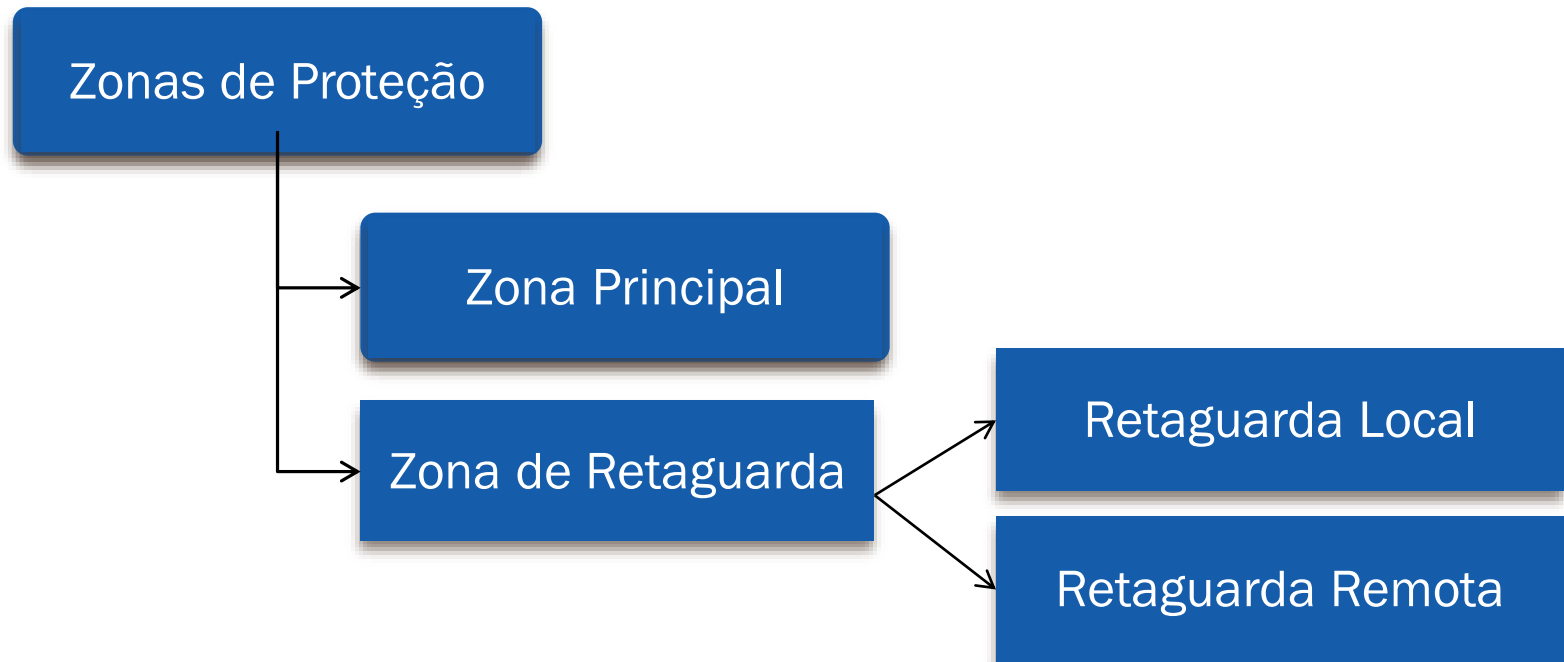 Zonas de Proteção
Zona Principal
Zona de Retaguarda
Retaguarda Local
Retaguarda Remota